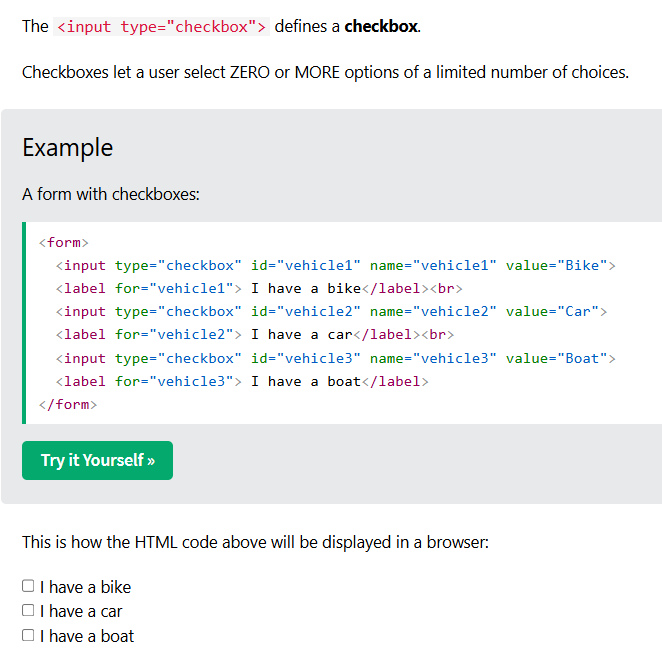 The <input type="checkbox"> defines a checkbox.
Checkboxes let a user select ZERO or MORE options of a limited number of choices.
Example
A form with checkboxes:
<form>
  <input type="checkbox" id="vehicle1" name="vehicle1" value="Bike">
  <label for="vehicle1"> I have a bike</label><br>
  <input type="checkbox" id="vehicle2" name="vehicle2" value="Car">
  <label for="vehicle2"> I have a car</label><br>
  <input type="checkbox" id="vehicle3" name="vehicle3" value="Boat">
  <label for="vehicle3"> I have a boat</label>
</form>
Try it Yourself »
This is how the HTML code above will be displayed in a browser:
I have a bike
I have a car
I have a boat